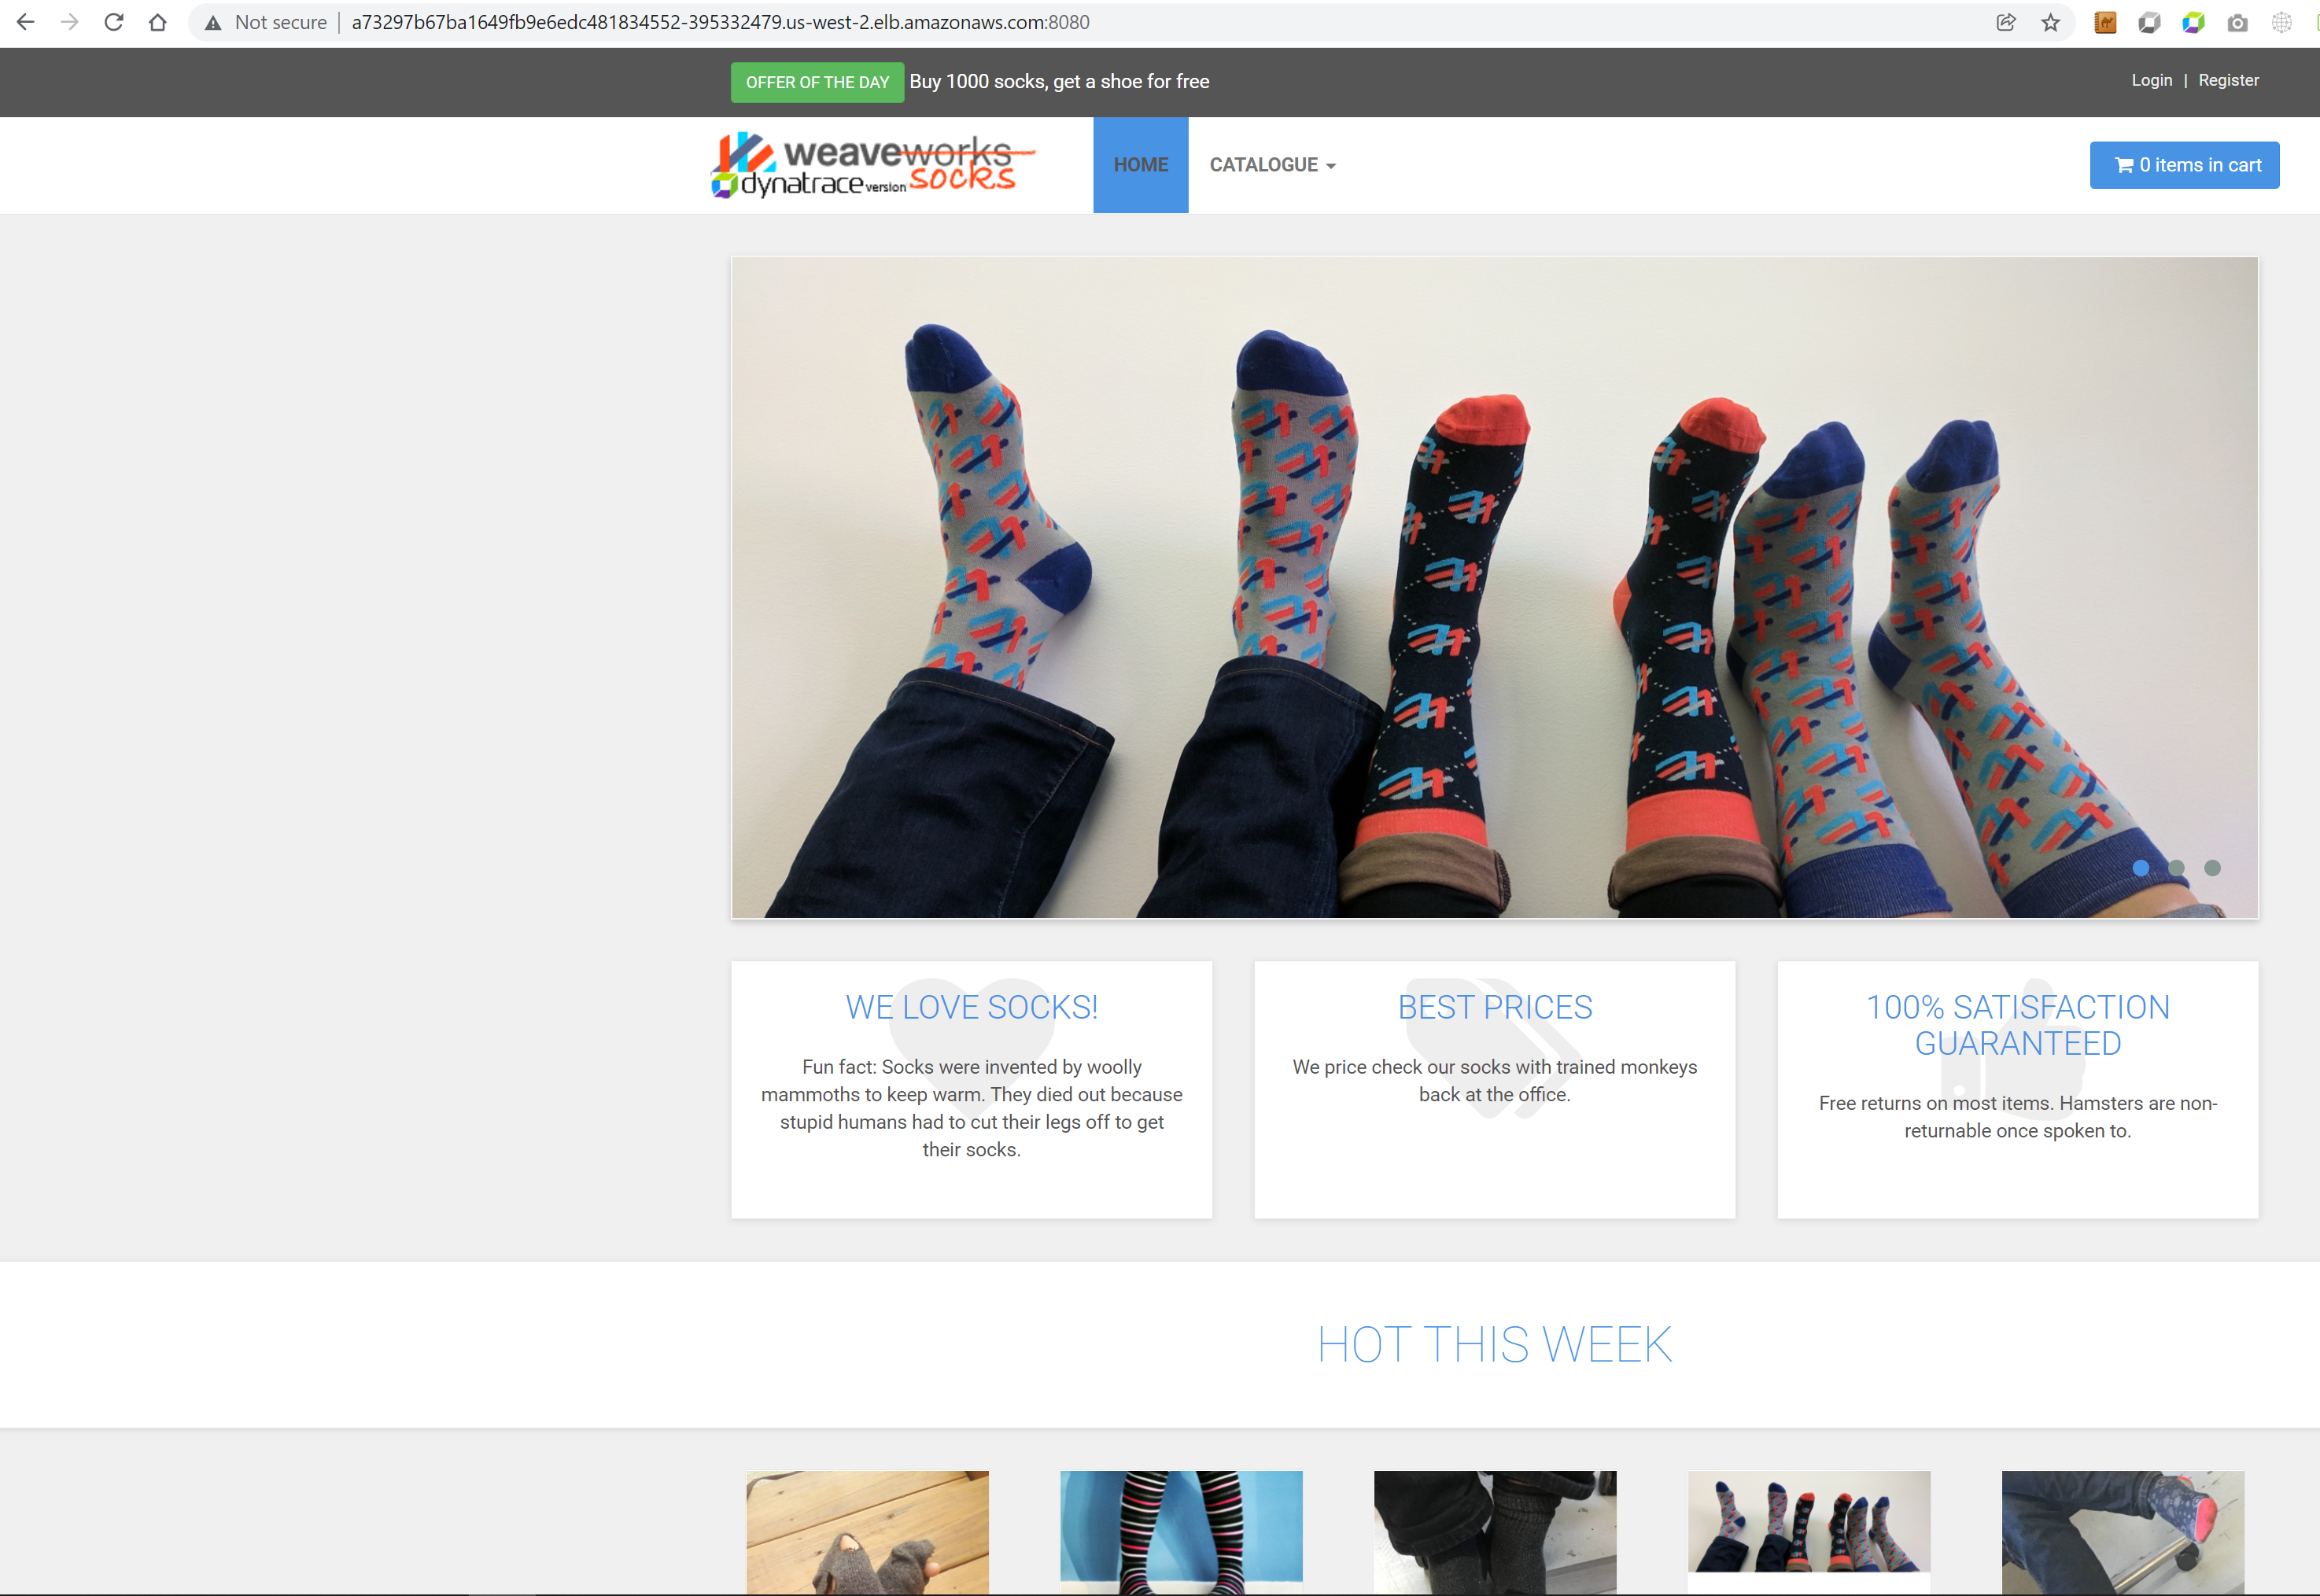 Not secure | a73297b67ba1649fb9e6edc481834552-395332479.us-west-2.elb.amazonaws.com:8080
OFFER OF THE DAY Buy 1000 socks, get a shoe for free
Login | Register
weaveworks
dynatrace version socks
HOME
CATALOGUE
0 items in cart
WE LOVE SOCKS!
Fun fact: Socks were invented by woolly
mammoths to keep warm. They died out because
stupid humans had to cut their legs off to get
their socks.
BEST PRICES
We price check our socks with trained monkeys
back at the office.
100% SATISFACTION
GUARANTEED
Free returns on most items. Hamsters are non-
returnable once spoken to.
HOT THIS WEEK